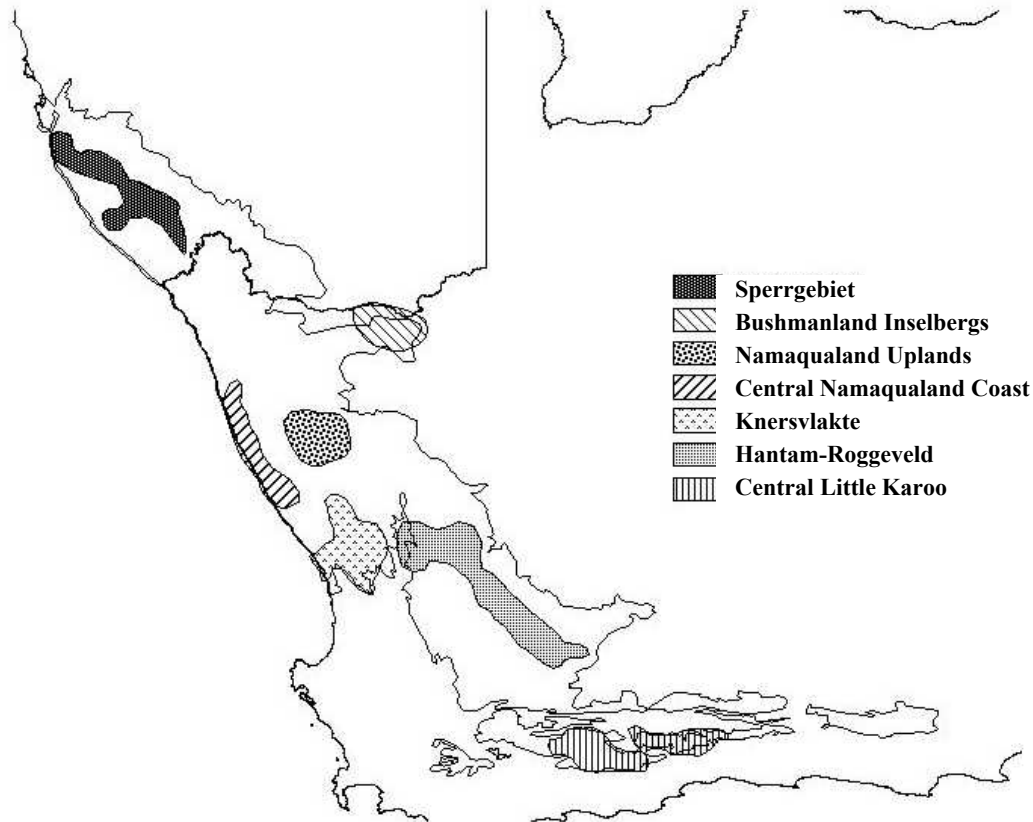 Sperrgebiet
Bushmanland Inselbergs
Namaqualand Uplands
Central Namaqualand Coast
Knersvlakte
Hantam-Roggeveld
Central Little Karoo